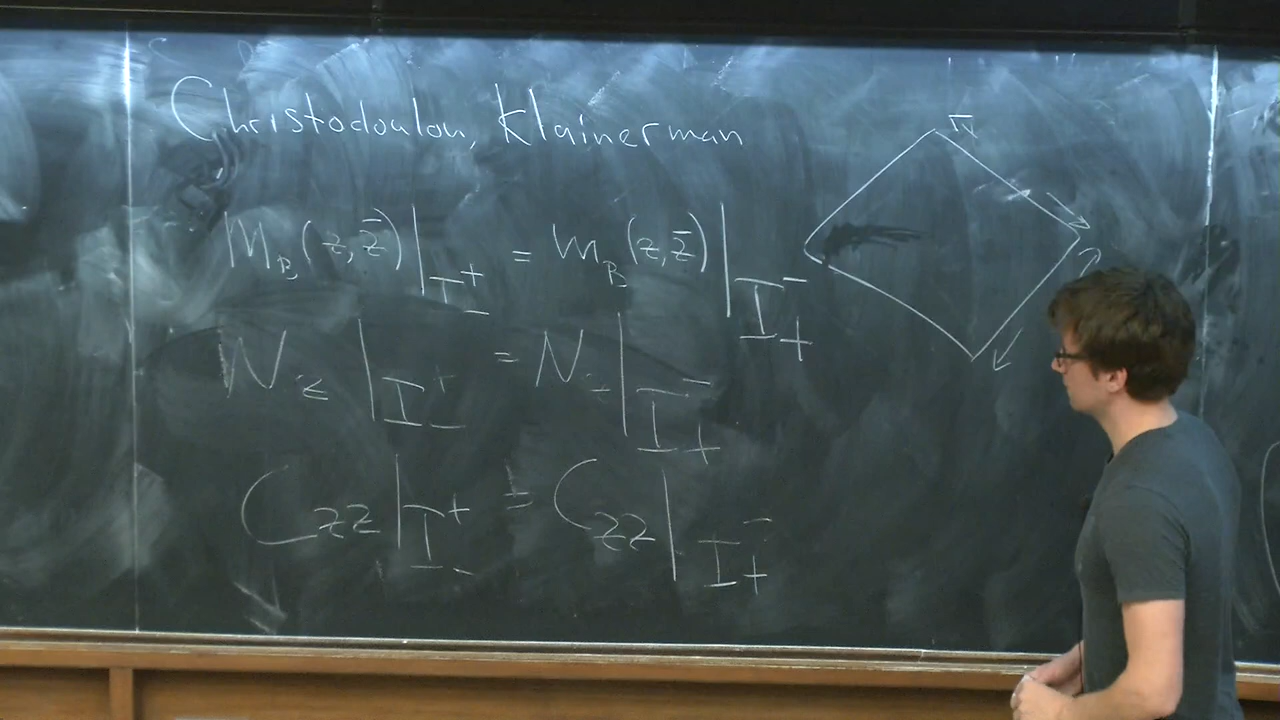 Christodoulou, Klainerman
m_B(z,z̄)|_{I^+_-} = m_B(z,z̄)|_{I^-_+}
N_z|_{I^+_-} = N_z|_{I^-_+}
C_{zz}|_{I^+_-} = C_{zz}|_{I^-_+}